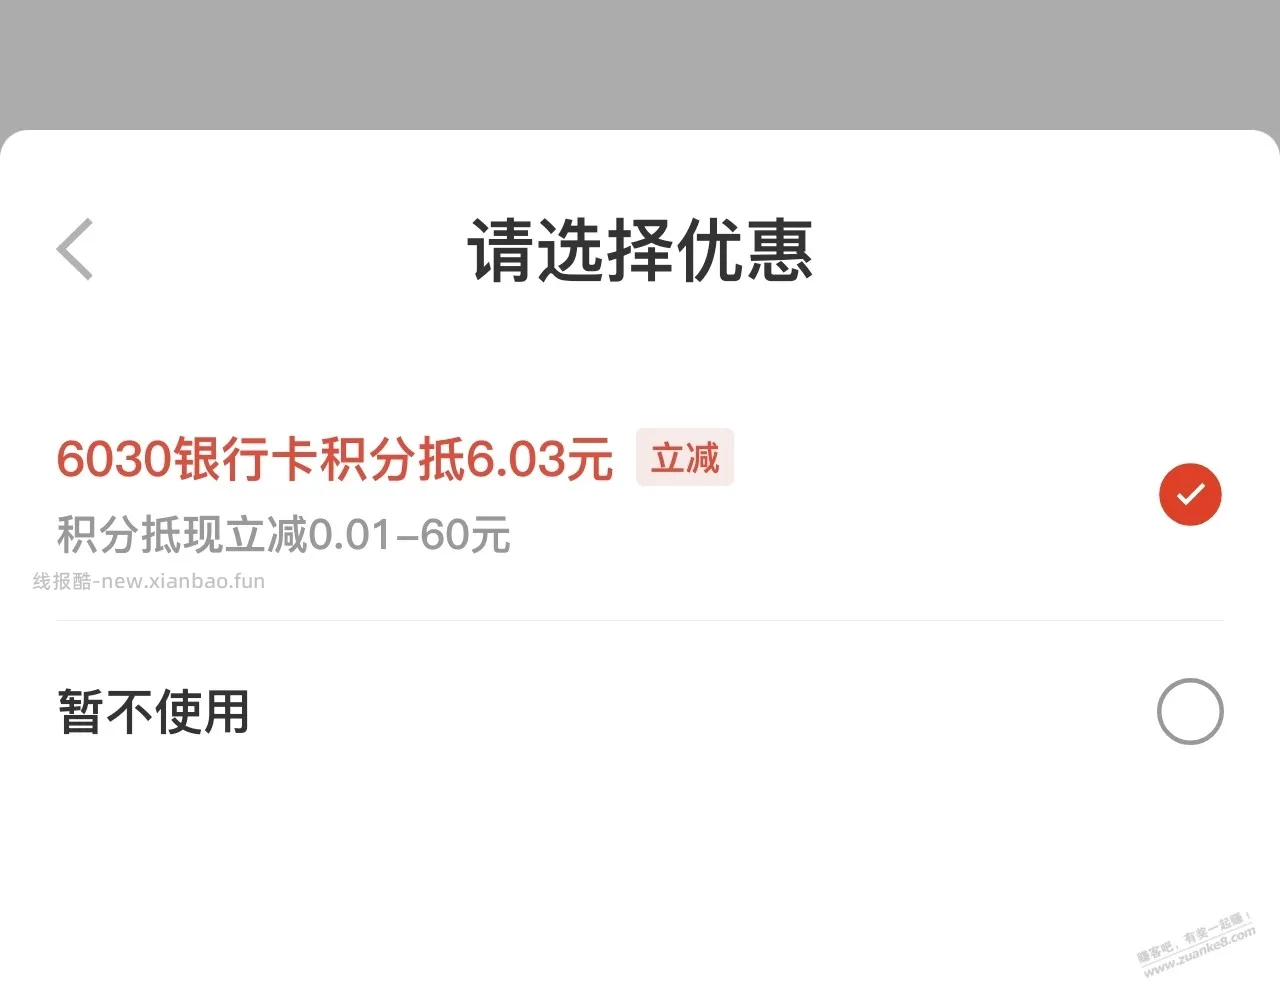 请选择优惠
6030银行卡积分抵6.03元 立减
积分抵现立减0.01-60元
线报酷-new.xianbao.fun
暂不使用
赚客吧，有奖一起赚！
www.zuanke8.com